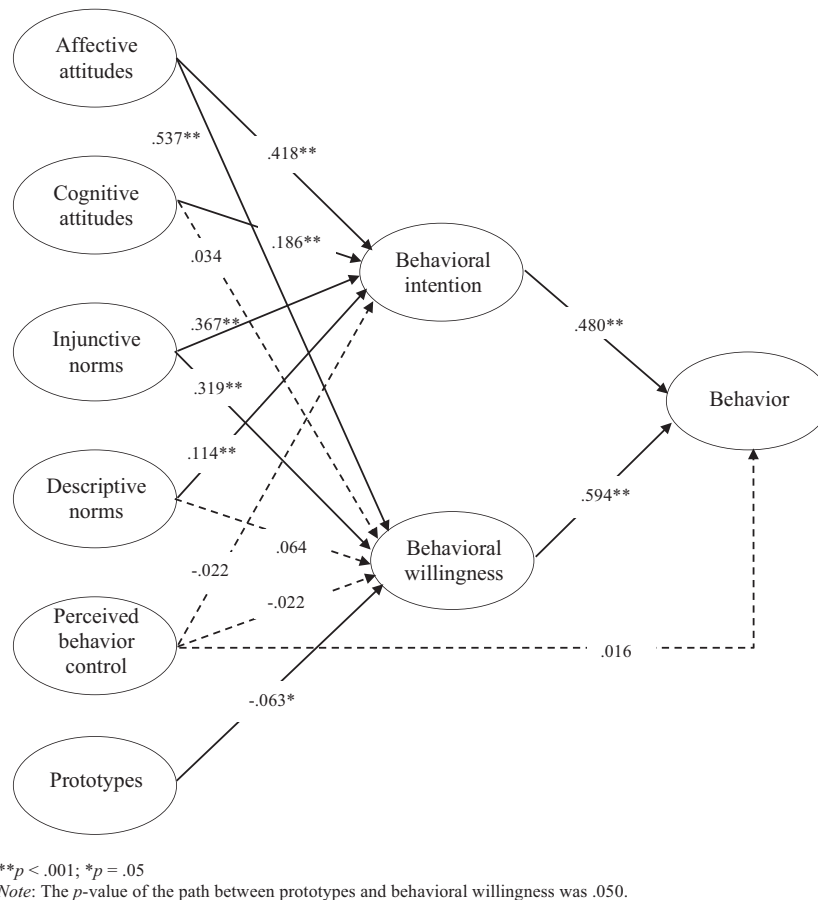 Affective
attitudes
.537**
.418**
Cognitive
attitudes
.186**
.034
Behavioral
intention
Injunctive
norms
.367**
.480**
.319**
Behavior
.114**
Descriptive
norms
.594**
.064
Behavioral
willingness
-.022
-.022
Perceived
behavior
control
.016
-.063*
Prototypes
**p < .001; *p = .05
Note: The p-value of the path between prototypes and behavioral willingness was .050.